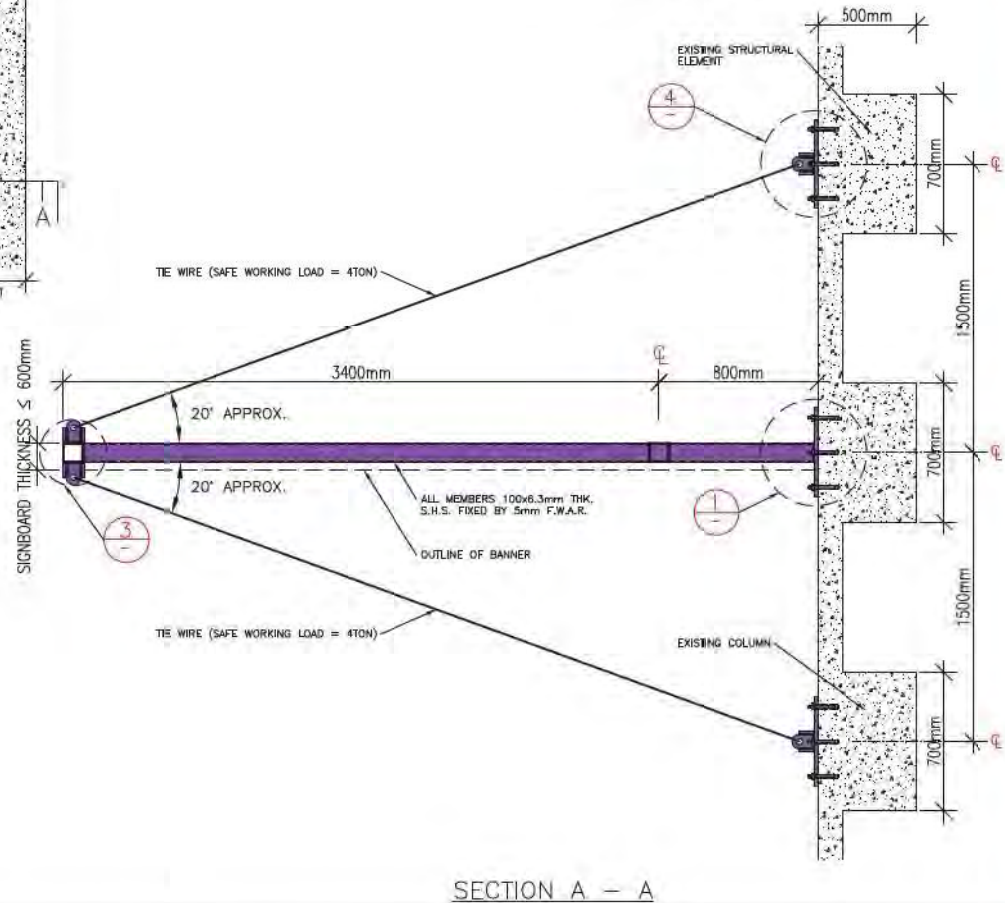 500mm
EXISTING STRUCTURAL
ELEMENT
4
-
700mm
℄
A
TIE WIRE (SAFE WORKING LOAD = 4TON)
1500mm
SIGNBOARD THICKNESS ≤ 600mm
3400mm
℄
800mm
20° APPROX.
700mm
℄
20° APPROX.
ALL MEMBERS 100x6.3mm THK.
S.H.S. FIXED BY 5mm F.W.A.R.
1
-
3
-
OUTLINE OF BANNER
1500mm
TIE WIRE (SAFE WORKING LOAD = 4TON)
EXISTING COLUMN
700mm
℄
SECTION A - A